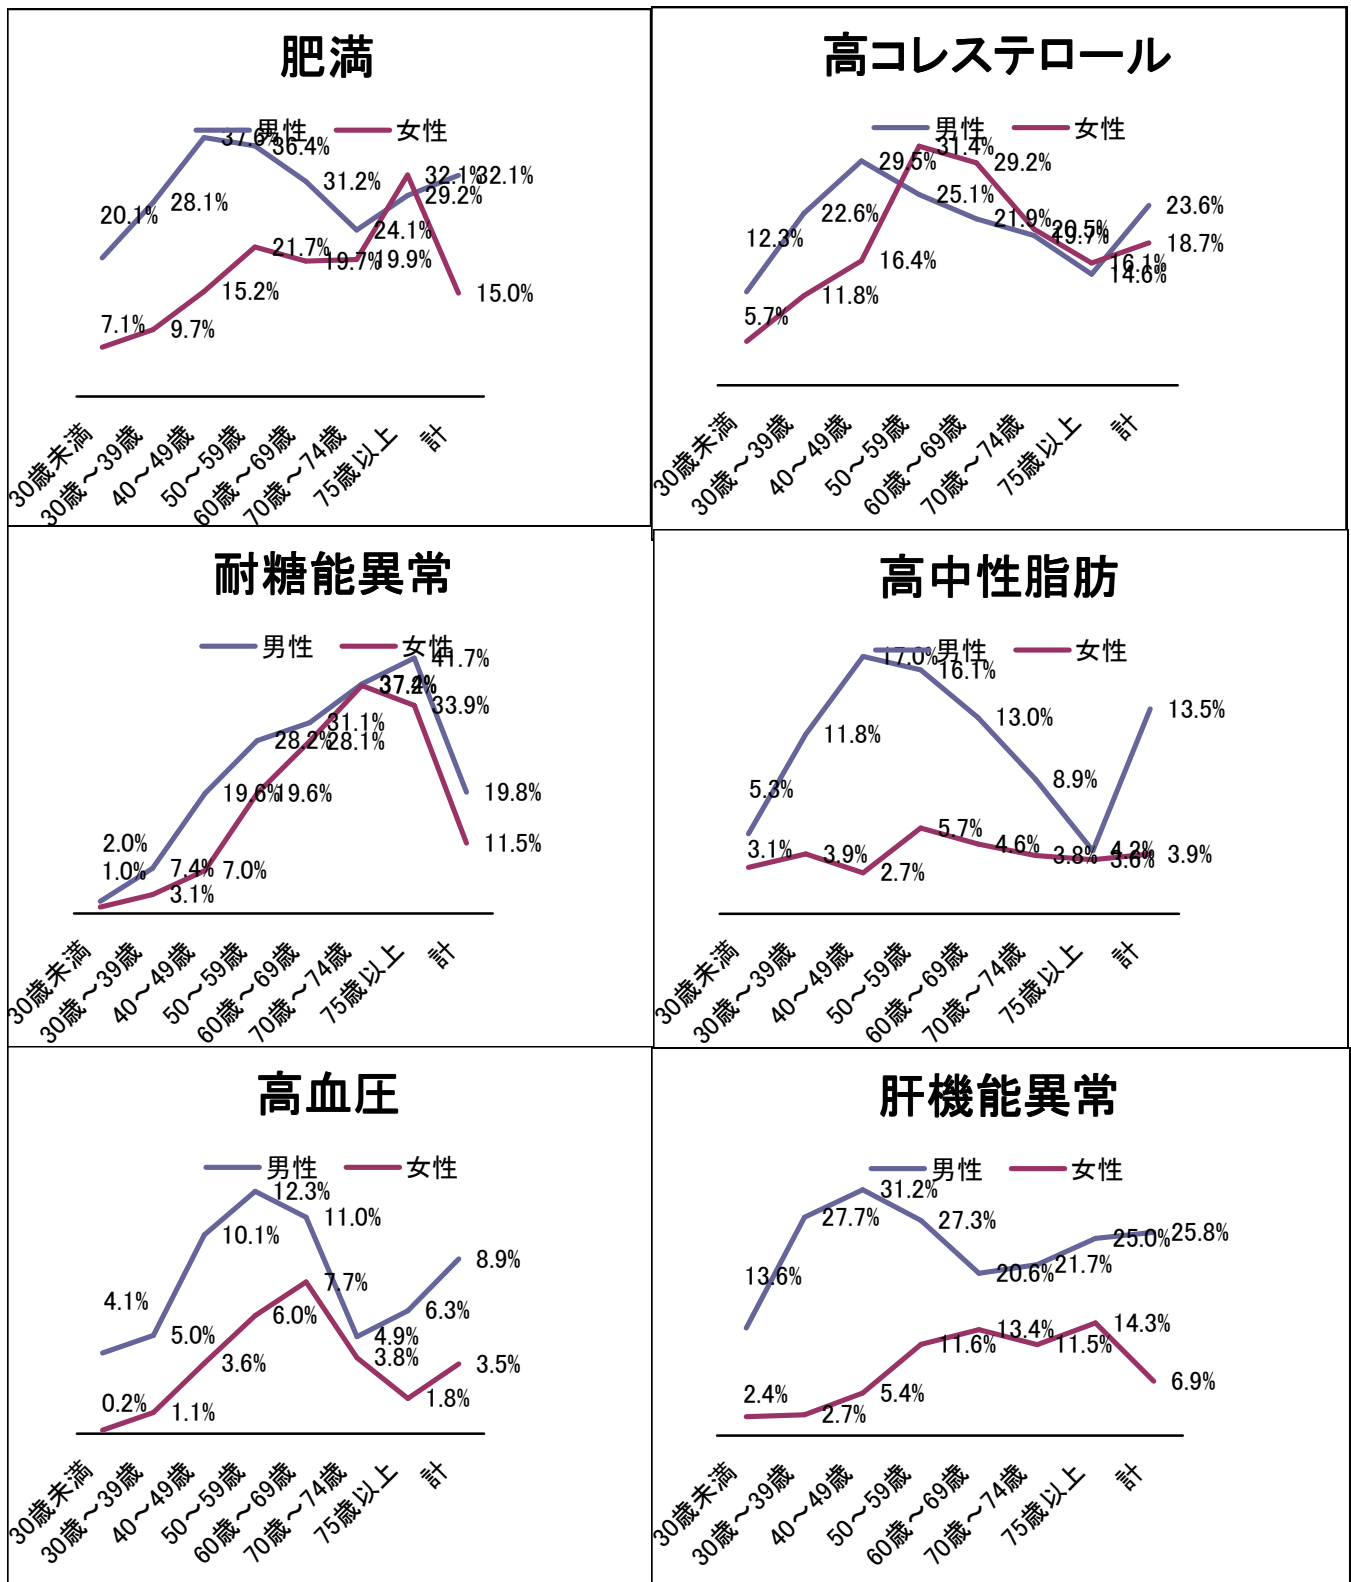 肥満
男性 女性
20.1% 28.1% 37.6% 36.4% 31.2% 24.1% 29.2% 32.1%
7.1% 9.7% 15.2% 21.7% 19.7% 19.9% 32.1% 15.0%
30歳未満 30歳～39歳 40～49歳 50～59歳 60歳～69歳 70歳～74歳 75歳以上 計
高コレステロール
男性 女性
12.3% 22.6% 29.5% 25.1% 21.9% 19.7% 14.6% 23.6%
5.7% 11.8% 16.4% 31.4% 29.2% 20.5% 16.1% 18.7%
30歳未満 30歳～39歳 40～49歳 50～59歳 60歳～69歳 70歳～74歳 75歳以上 計
耐糖能異常
男性 女性
2.0% 7.4% 19.6% 28.2% 31.1% 41.7% 19.8%
1.0% 3.1% 7.0% 19.6% 28.1% 33.9% 11.5%
30歳未満 30歳～39歳 40～49歳 50～59歳 60歳～69歳 70歳～74歳 75歳以上 計
高中性脂肪
男性 女性
5.3% 11.8% 17.0% 16.1% 13.0% 8.9% 13.5%
3.1% 3.9% 2.7% 5.7% 4.6% 3.8% 3.6% 3.9%
30歳未満 30歳～39歳 40～49歳 50～59歳 60歳～69歳 70歳～74歳 75歳以上 計
高血圧
男性 女性
4.1% 5.0% 10.1% 12.3% 11.0% 4.9% 6.3% 8.9%
0.2% 1.1% 3.6% 6.0% 7.7% 3.8% 1.8% 3.5%
30歳未満 30歳～39歳 40～49歳 50～59歳 60歳～69歳 70歳～74歳 75歳以上 計
肝機能異常
男性 女性
13.6% 27.7% 31.2% 27.3% 20.6% 21.7% 25.0% 25.8%
2.4% 2.7% 5.4% 11.6% 13.4% 11.5% 14.3% 6.9%
30歳未満 30歳～39歳 40～49歳 50～59歳 60歳～69歳 70歳～74歳 75歳以上 計